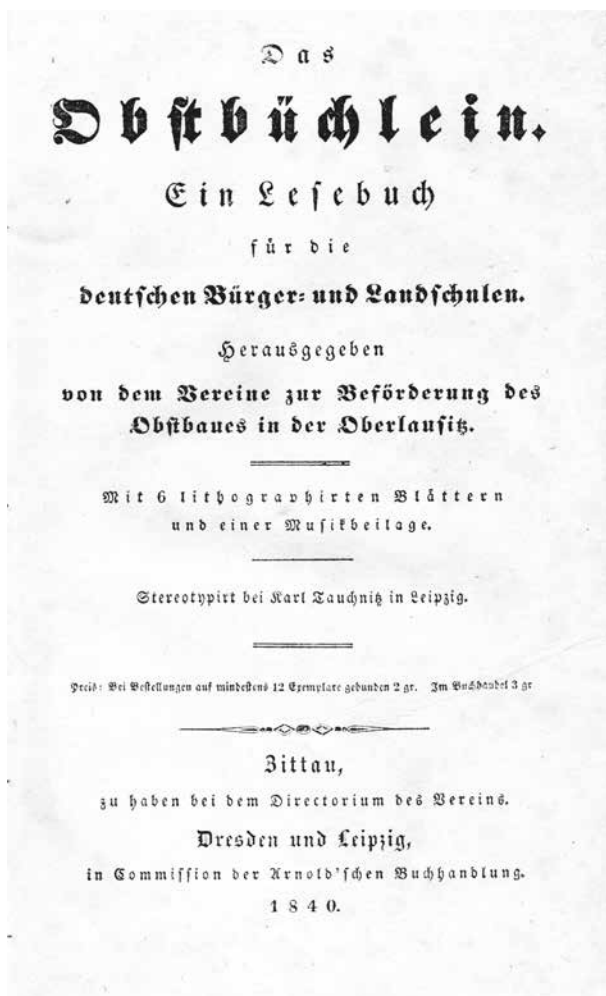 Das
Obstbüchlein.
Ein Lesebuch
für die
deutschen Bürger- und Landschulen.
Herausgegeben
von dem Vereine zur Beförderung des
Obstbaues in der Oberlausitz.
Mit 6 lithographirten Blättern
und einer Musikbeilage.
Stereotypirt bei Karl Tauchnitz in Leipzig.
Preis: Bei Bestellungen auf mindestens 12 Exemplare gebunden 2 gr. Im Buchhandel 3 gr
Zittau,
zu haben bei dem Directorium des Vereins.
Dresden und Leipzig,
in Commission der Arnold'schen Buchhandlung.
1840.